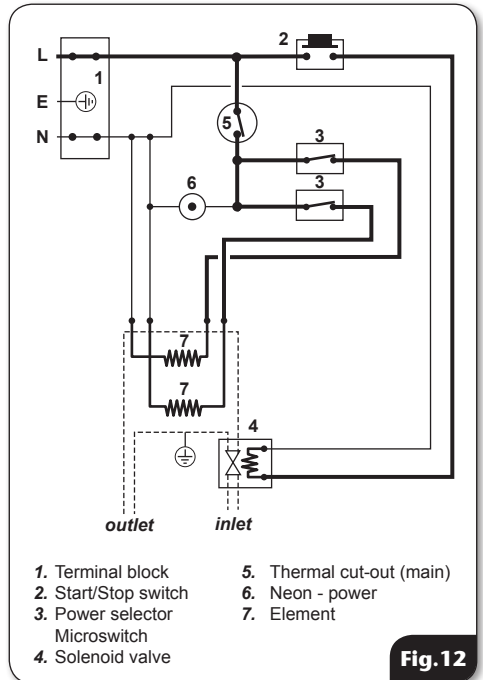 L
1
2
E
N
5
3
6
3
7
7
4
outlet
inlet
1. Terminal block
2. Start/Stop switch
3. Power selector
Microswitch
4. Solenoid valve
5. Thermal cut-out (main)
6. Neon - power
7. Element
Fig.12